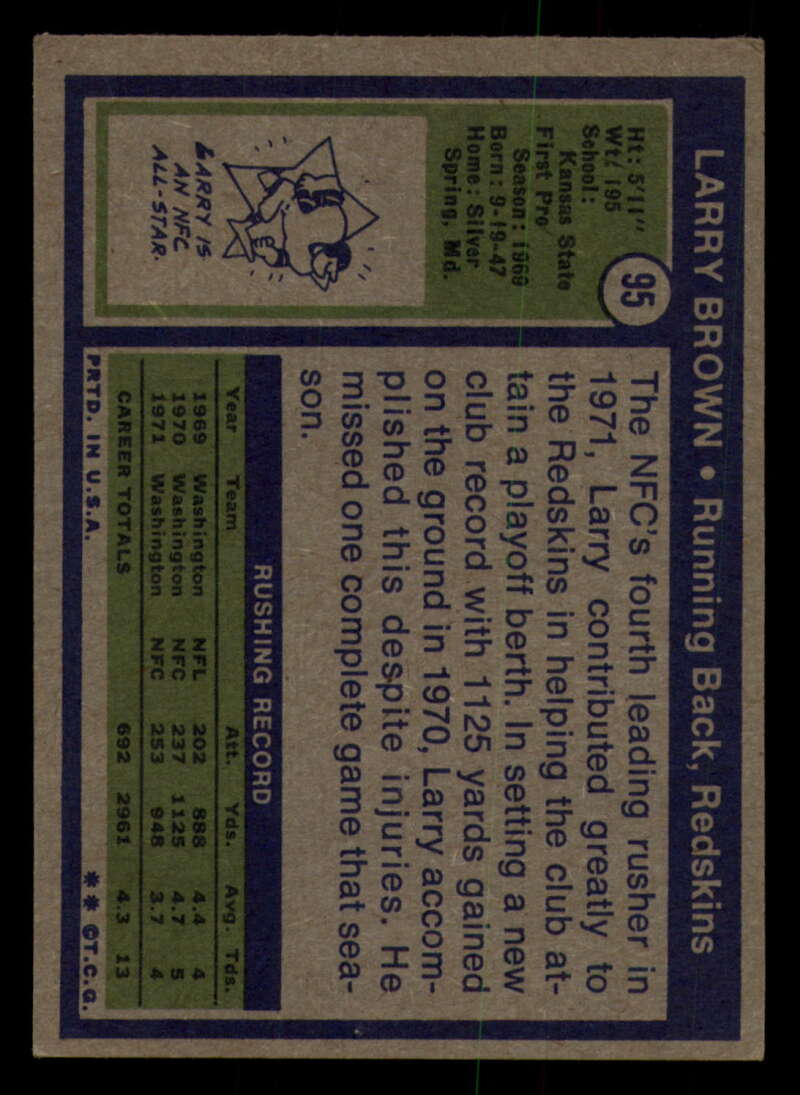 LARRY BROWN • Running Back, Redskins
95
Ht: 5'11"
Wt: 195
School:
Kansas State
First Pro
Season: 1969
Born: 9-19-47
Home: Silver
Spring, Md.
LARRY IS
AN NFC
ALL-STAR.
The NFC's fourth leading rusher in
1971, Larry contributed greatly to
the Redskins in helping the club at-
tain a playoff berth. In setting a new
club record with 1125 yards gained
on the ground in 1970, Larry accom-
plished this despite injuries. He
missed one complete game that sea-
son.
RUSHING RECORD
Year Team Att. Yds. Avg. Tds.
1969 Washington NFL 202 888 4.4 4
1970 Washington NFC 237 1125 4.7 5
1971 Washington NFC 253 948 3.7 4
CAREER TOTALS 692 2961 4.3 13
PRTD. IN U.S.A. ** ©T.C.G.